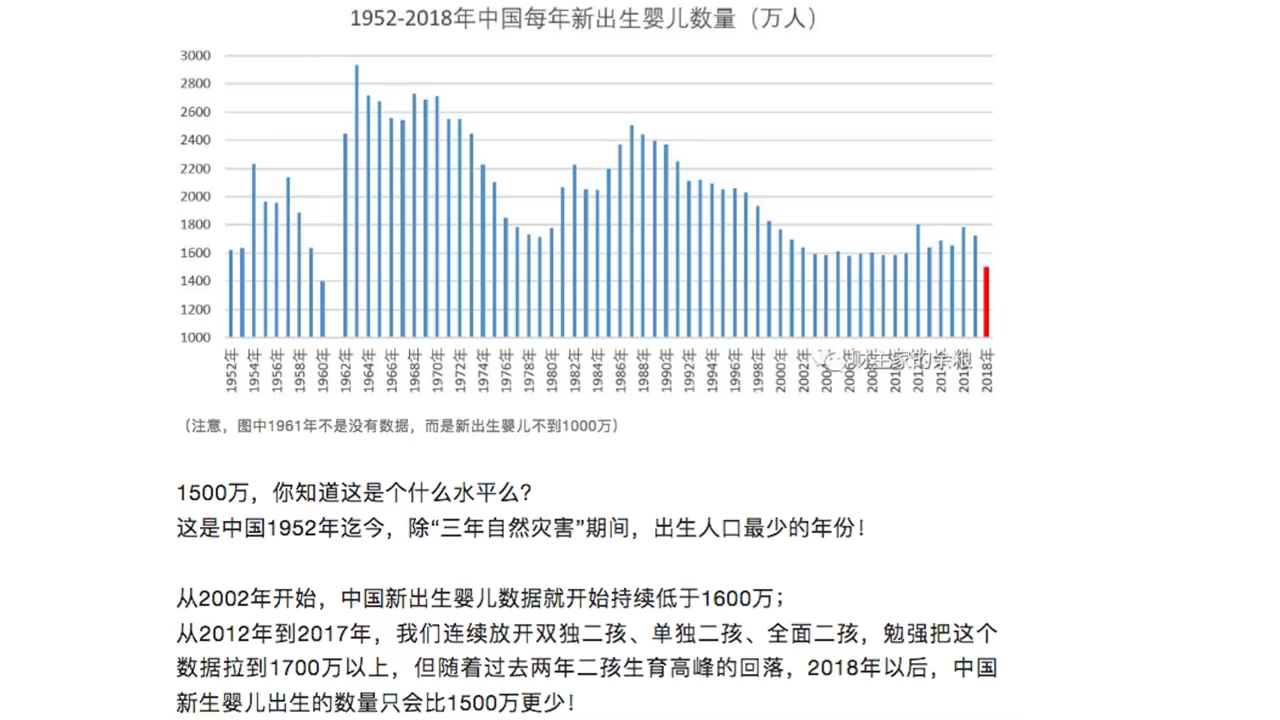 1952-2018年中国每年新出生婴儿数量（万人）
3000
2800
2600
2400
2200
2000
1800
1600
1400
1200
1000
1952年
1954年
1956年
1958年
1960年
1962年
1964年
1966年
1968年
1970年
1972年
1974年
1976年
1978年
1980年
1982年
1984年
1986年
1988年
1990年
1992年
1994年
1996年
1998年
2000年
2002年
2018年
（注意，图中1961年不是没有数据，而是新出生婴儿不到1000万）
1500万，你知道这是个什么水平么？
这是中国1952年迄今，除“三年自然灾害”期间，出生人口最少的年份！
从2002年开始，中国新出生婴儿数据就开始持续低于1600万；
从2012年到2017年，我们连续放开双独二孩、单独二孩、全面二孩，勉强把这个
数据拉到1700万以上，但随着过去两年二孩生育高峰的回落，2018年以后，中国
新生婴儿出生的数量只会比1500万更少！